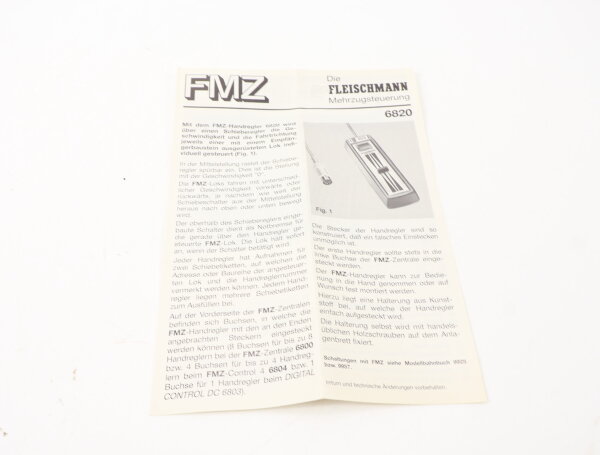 FMZ
Die
FLEISCHMANN
Mehrzugsteuerung
6820
Mit dem FMZ-Handregler 6820 wird
über einen Schieberegler die Ge-
schwindigkeit und die Fahrtrichtung
jeweils einer mit einem Empfän-
gerbaustein ausgerüsteten Lok indi-
viduell gesteuert (Fig. 1).
In der Mittelstellung rastet der Schiebe-
regler spürbar ein. Dies ist die Stellung
mit der Geschwindigkeit "0".
Die FMZ-Loks fahren mit unterschied-
licher Geschwindigkeit vorwärts oder
rückwärts, je nachdem wie weit der
Schiebeschalter aus der Mittelstellung
heraus nach oben oder unten bewegt
wird.
Der oberhalb des Schiebereglers einge-
baute Schalter dient als Notbremse für
die gerade über den Handregler ge-
steuerte FMZ-Lok. Die Lok hält sofort
an, wenn der Schalter betätigt wird.
Jeder Handregler hat Aufnahmen für
zwei Schiebetiketten, auf welchen die
Adresse oder Baureihe der angesteuer-
ten Lok und die Handreglernummer
vermerkt werden können. Jedem Hand-
regler liegen mehrere Schiebetiketten
zum Ausfüllen bei.
Auf der Vorderseite der FMZ-Zentralen
befinden sich Buchsen, in welche die
FMZ-Handregler mit den an den Enden
angebrachten Steckern eingesteckt
werden können (8 Buchsen für bis zu 8
Handreglern bei der FMZ-Zentrale 6800
bzw. 4 Buchsen für bis zu 4 Handreg-
lern beim FMZ-Control 4 6804 bzw. 1
Buchse für 1 Handregler beim DIGITAL
CONTROL DC 6803).
Fig. 1
Die Stecker der Handregler sind so
konstruiert, daß ein falsches Einstecken
unmöglich ist.
Der erste Handregler sollte stets in die
linke Buchse der FMZ-Zentrale einge-
steckt werden.
Der FMZ-Handregler kann zur Bedie-
nung in die Hand genommen oder auf
Wunsch fest montiert werden.
Hierzu liegt eine Halterung aus Kunst-
stoff bei, auf welche der Handregler
einfach aufgesteckt wird.
Die Halterung selbst wird mit handels-
üblichen Holzschrauben auf dem Anla-
genbrett fixiert.
Schaltungen mit FMZ siehe Modellbahnbuch 9925
bzw. 9957.
Irrtum und technische Änderungen vorbehalten.